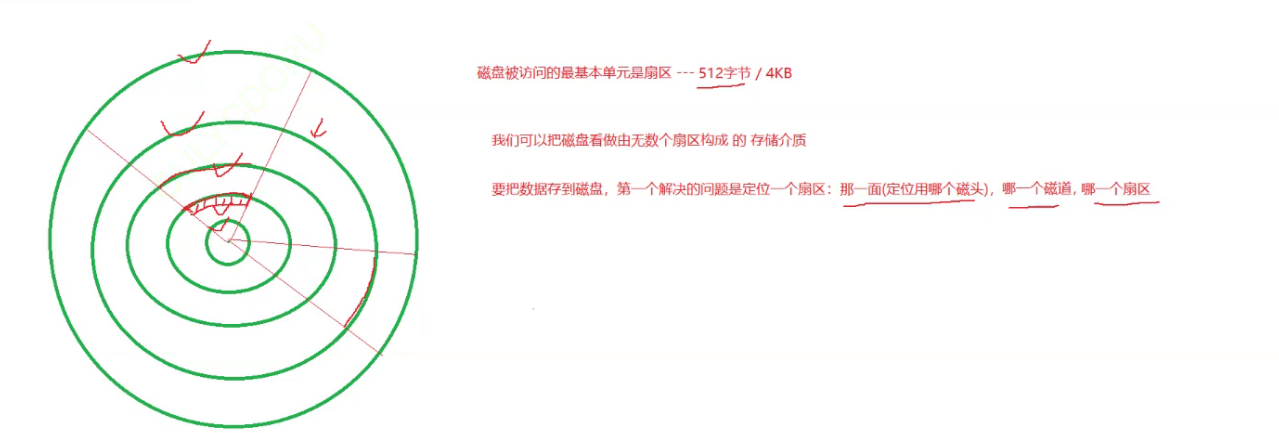 磁盘被访问的最基本单元是扇区 --- 512字节 / 4KB
我们可以把磁盘看做由无数个扇区构成 的 存储介质
要把数据存到磁盘，第一个解决的问题是定位一个扇区：那一面(定位用哪个磁头)，哪一个磁道, 哪一个扇区